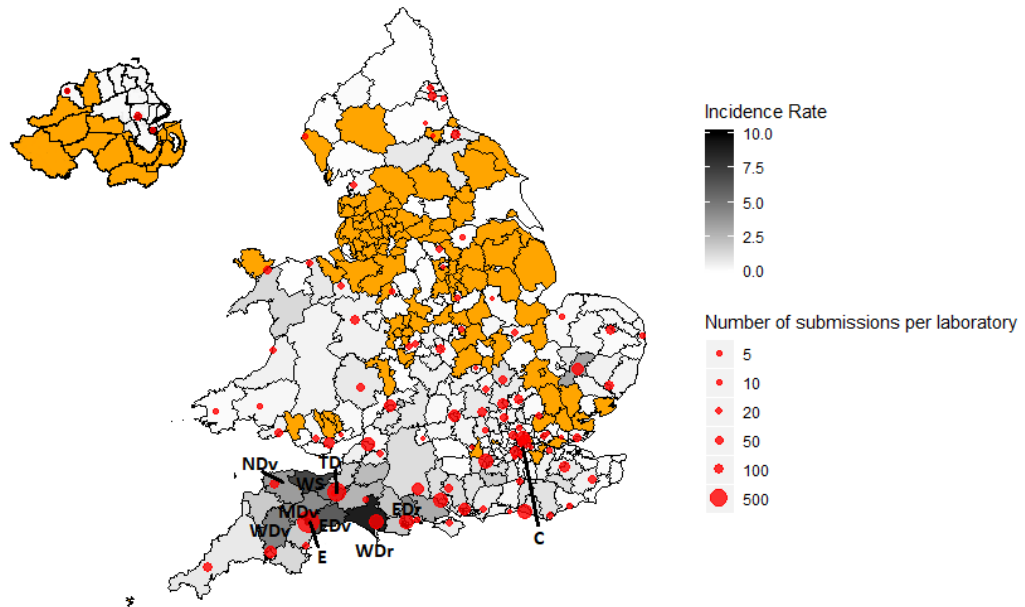 Incidence Rate
10.0
7.5
5.0
2.5
0.0
Number of submissions per laboratory
5
10
20
50
100
500
NDv
TD
WS
MDv
EDv
EDr
WDv
E
WDr
C